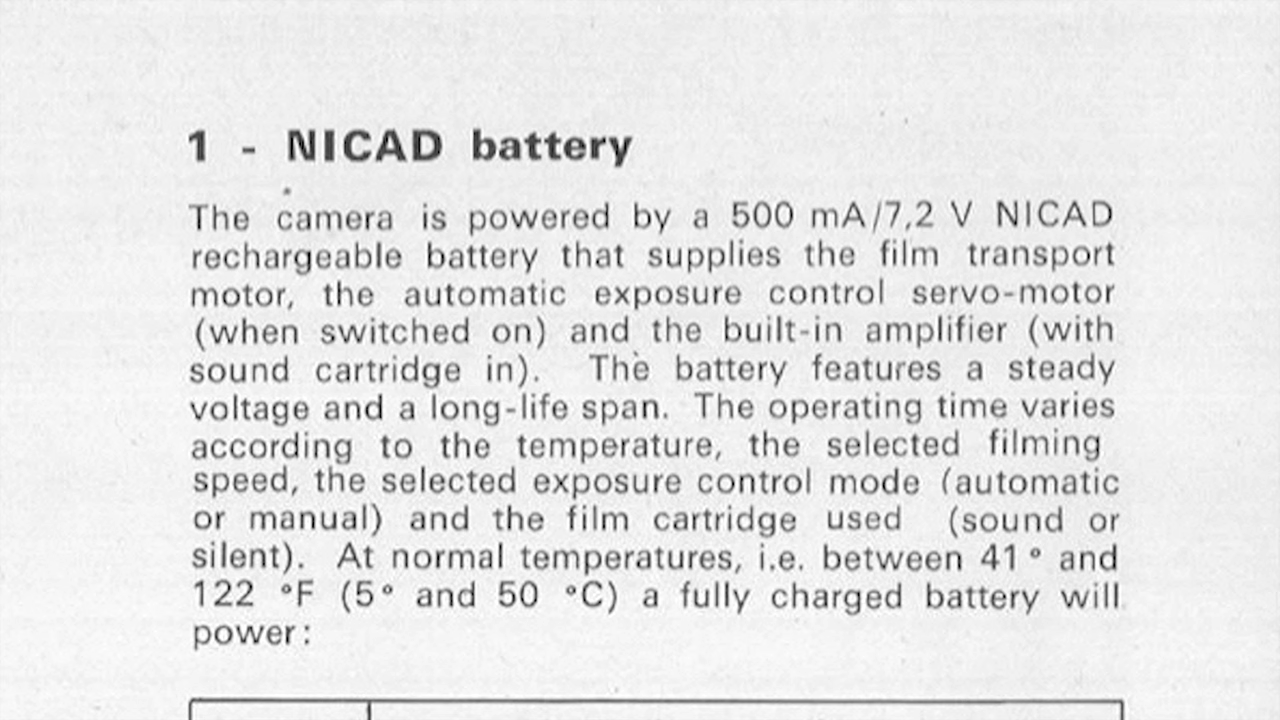 1 - NICAD battery
The camera is powered by a 500 mA/7,2 V NICAD
rechargeable battery that supplies the film transport
motor, the automatic exposure control servo-motor
(when switched on) and the built-in amplifier (with
sound cartridge in). The battery features a steady
voltage and a long-life span. The operating time varies
according to the temperature, the selected filming
speed, the selected exposure control mode (automatic
or manual) and the film cartridge used (sound or
silent). At normal temperatures, i.e. between 41° and
122 °F (5° and 50 °C) a fully charged battery will
power: